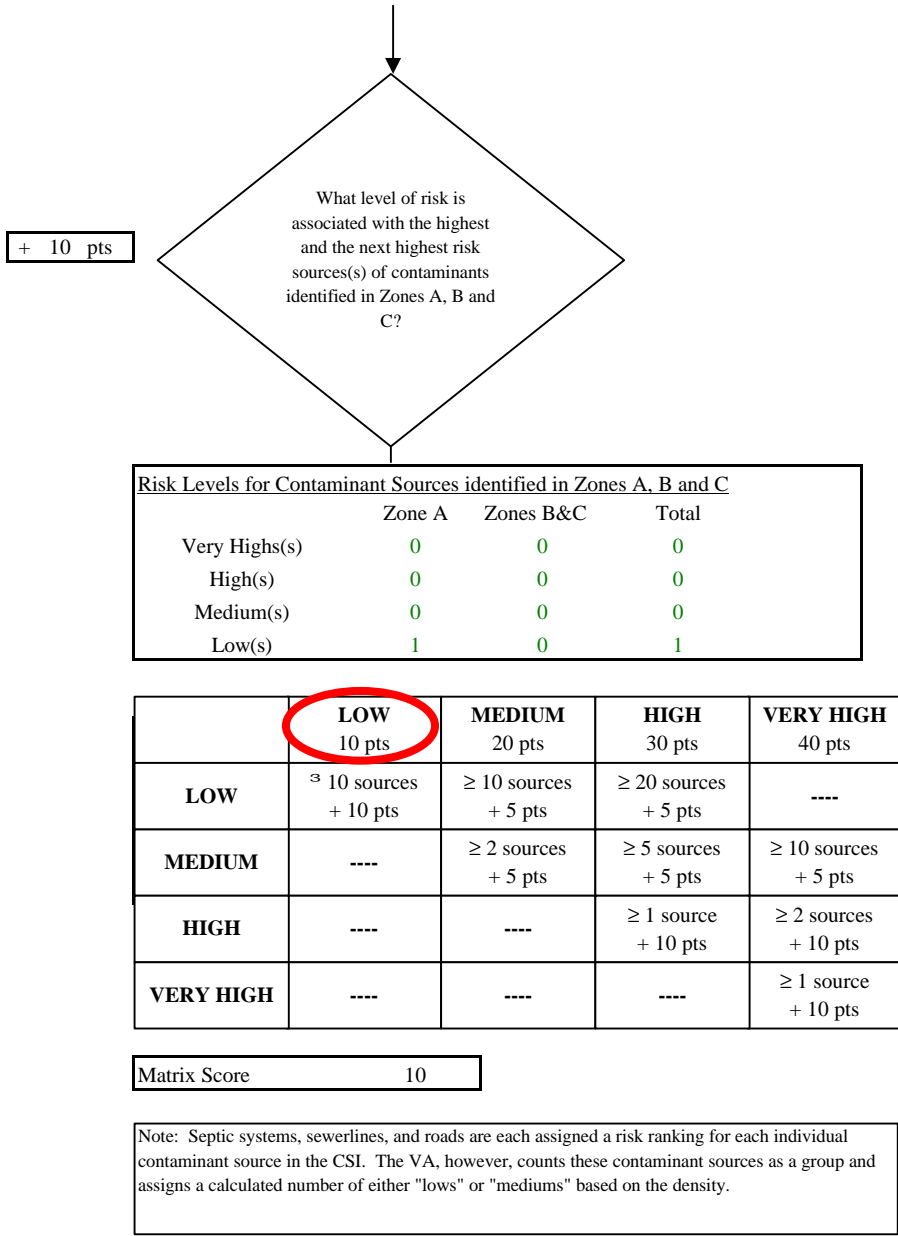 What level of risk is
associated with the highest
and the next highest risk
sources(s) of contaminants
identified in Zones A, B and
C?
+ 10 pts
Risk Levels for Contaminant Sources identified in Zones A, B and C
Zone A Zones B&C Total
Very Highs(s) 0 0 0
High(s) 0 0 0
Medium(s) 0 0 0
Low(s) 1 0 1
LOW MEDIUM HIGH VERY HIGH
10 pts 20 pts 30 pts 40 pts
LOW ³ 10 sources ≥ 10 sources ≥ 20 sources ----
+ 10 pts + 5 pts + 5 pts
MEDIUM ---- ≥ 2 sources ≥ 5 sources ≥ 10 sources
+ 5 pts + 5 pts + 5 pts
HIGH ---- ---- ≥ 1 source ≥ 2 sources
+ 10 pts + 10 pts
VERY HIGH ---- ---- ---- ≥ 1 source
+ 10 pts
Matrix Score 10
Note: Septic systems, sewerlines, and roads are each assigned a risk ranking for each individual
contaminant source in the CSI. The VA, however, counts these contaminant sources as a group and
assigns a calculated number of either "lows" or "mediums" based on the density.